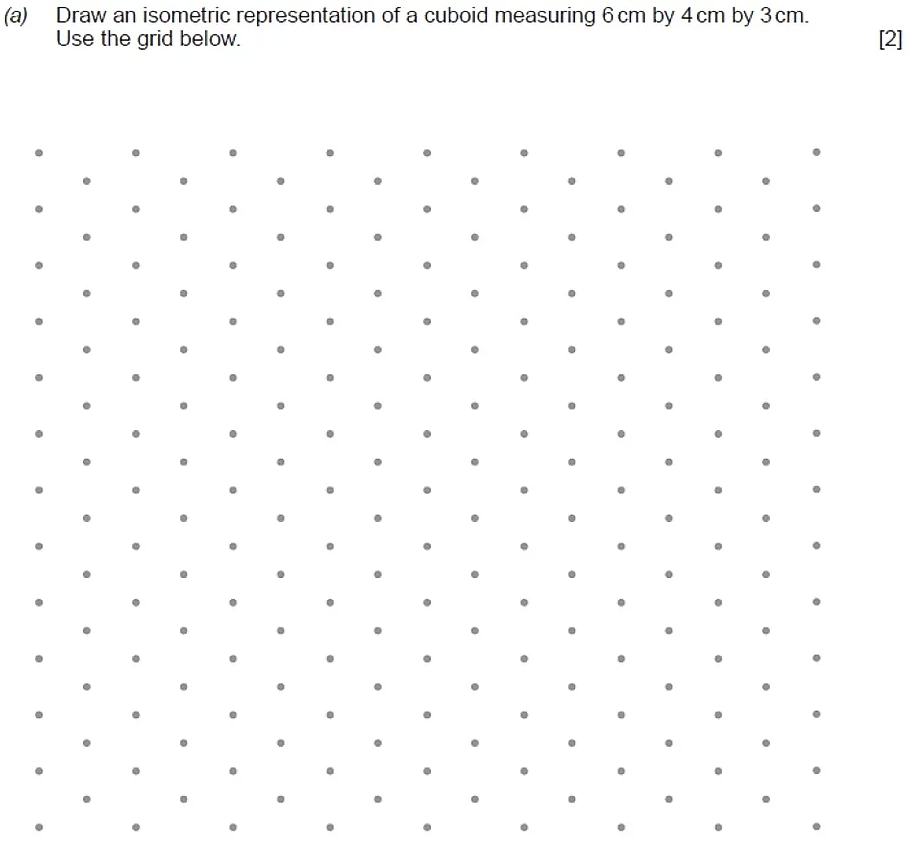 (a) Draw an isometric representation of a cuboid measuring 6 cm by 4 cm by 3 cm.
Use the grid below. [2]